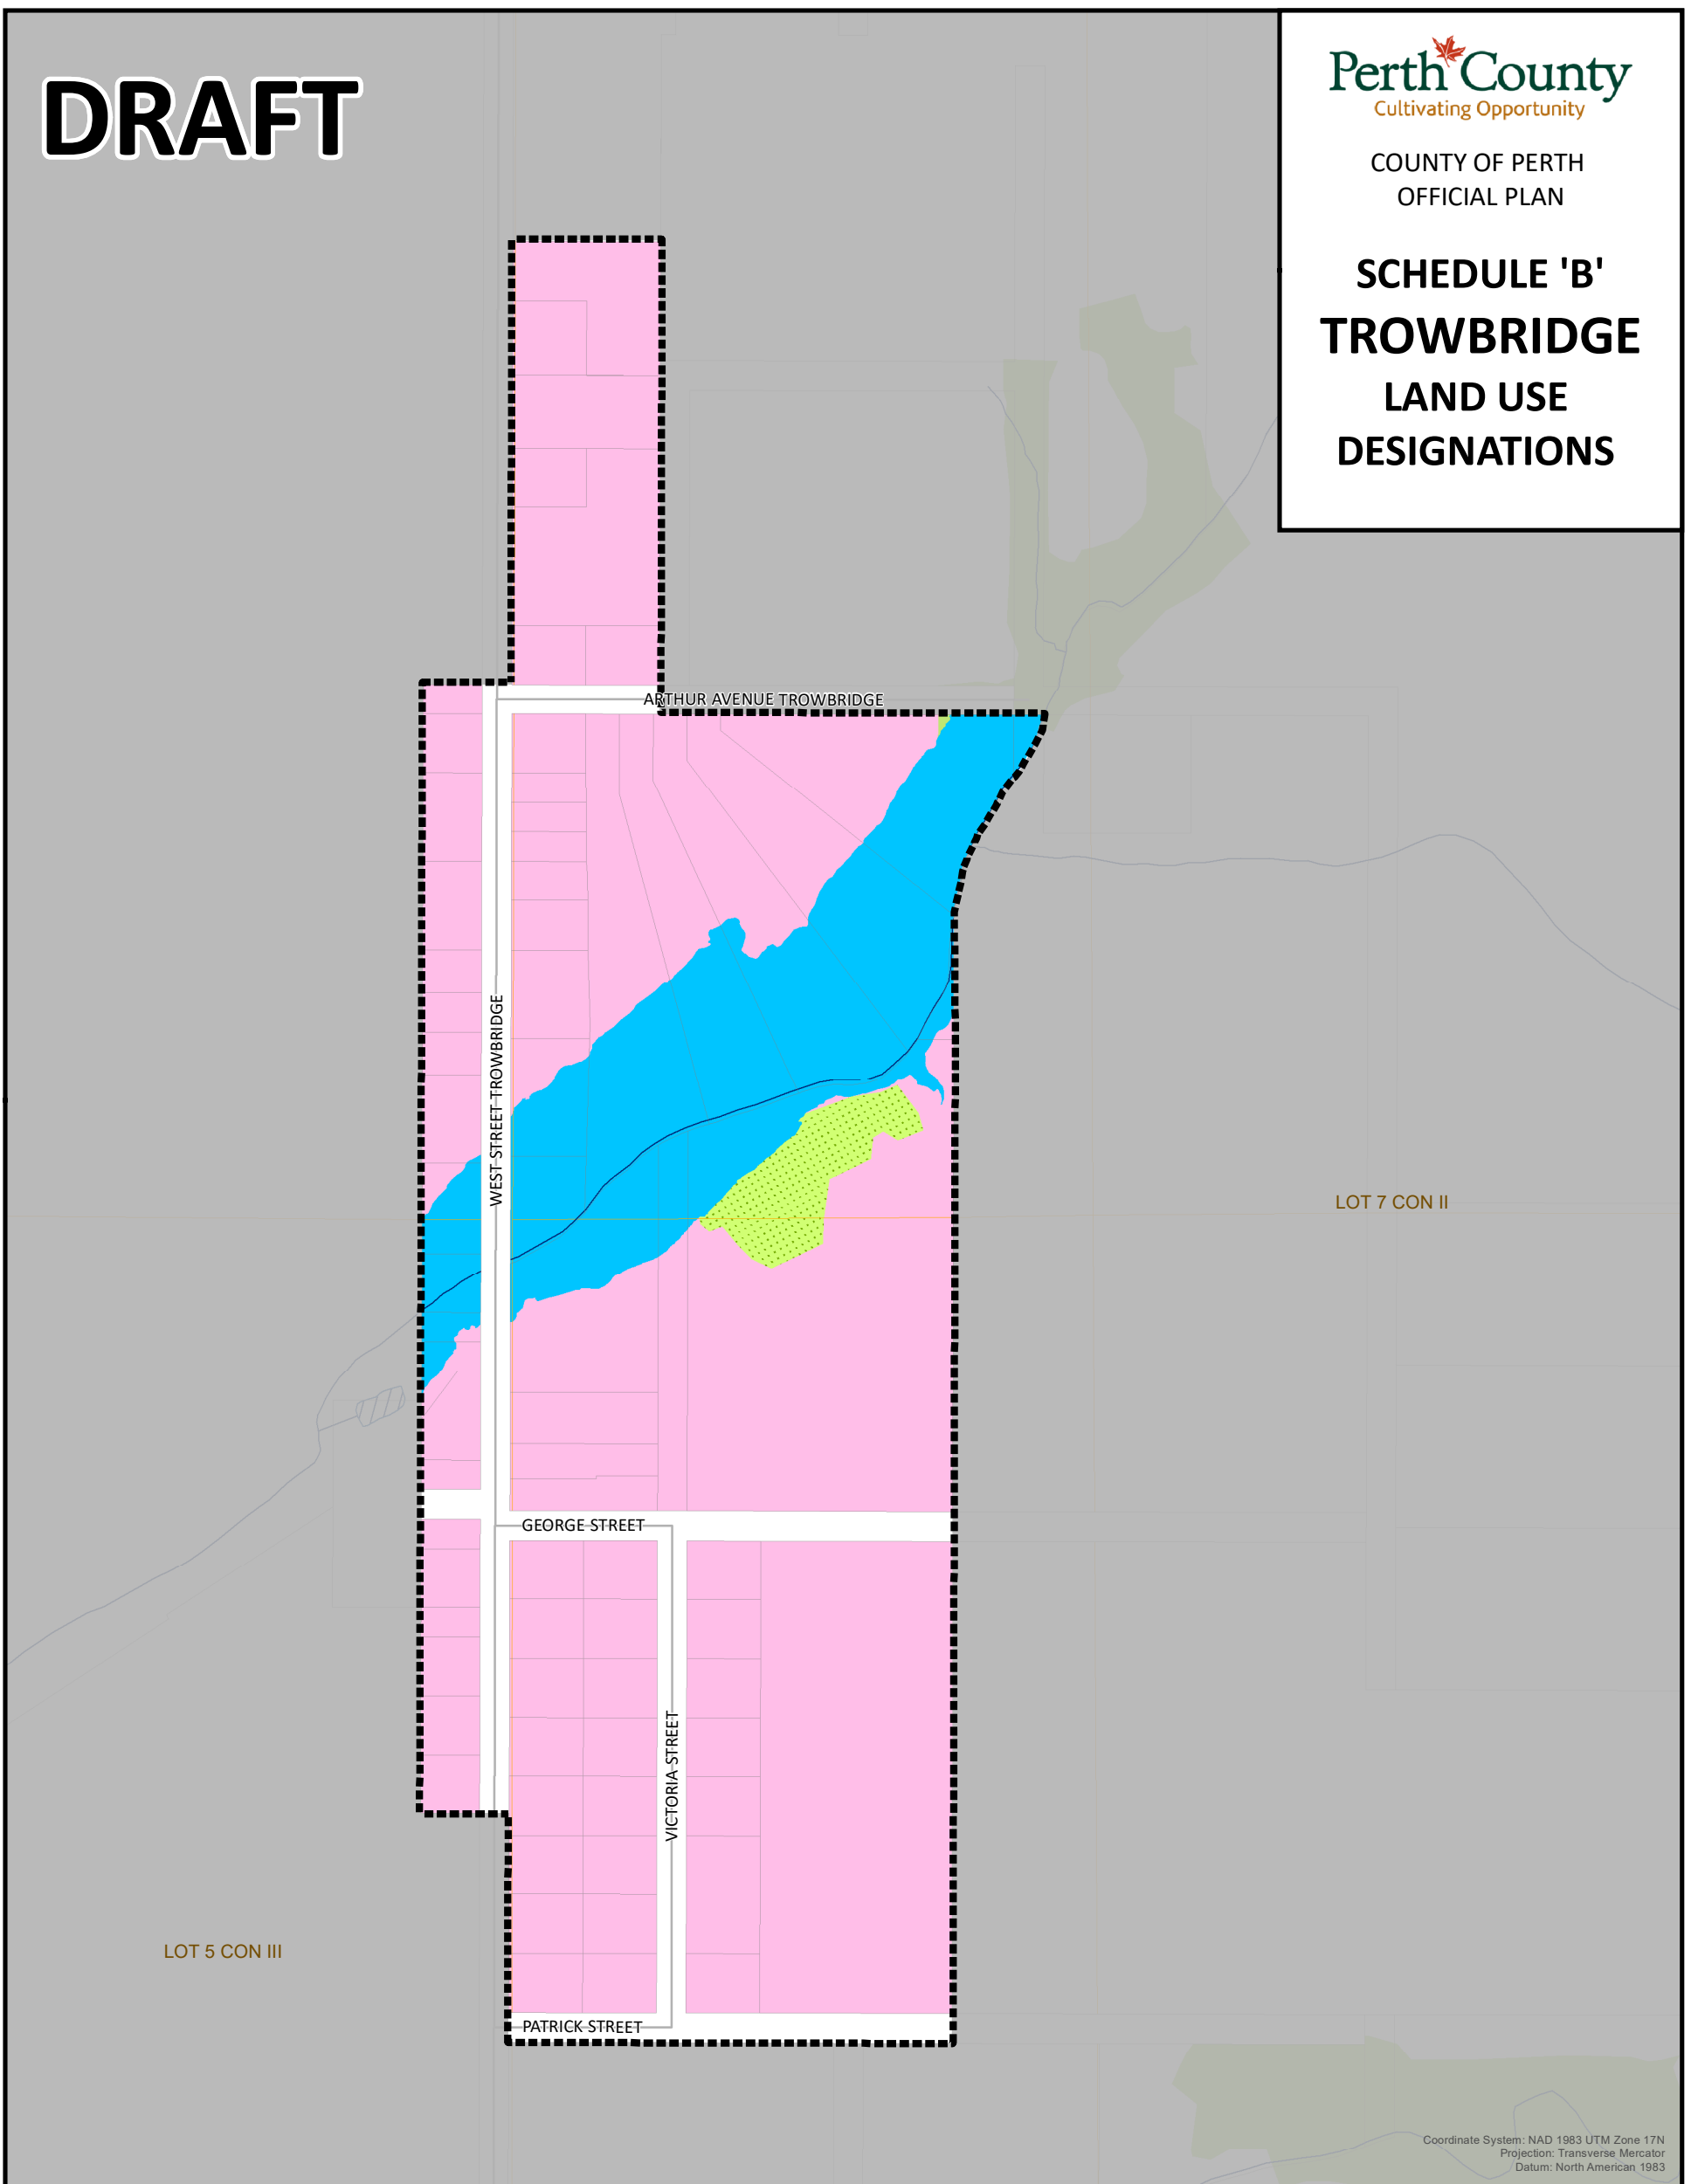 DRAFT
Perth County
Cultivating Opportunity
COUNTY OF PERTH
OFFICIAL PLAN
SCHEDULE 'B'
TROWBRIDGE
LAND USE
DESIGNATIONS
ARTHUR AVENUE TROWBRIDGE
WEST STREET TROWBRIDGE
LOT 7 CON II
GEORGE STREET
VICTORIA STREET
LOT 5 CON III
PATRICK STREET
Coordinate System: NAD 1983 UTM Zone 17N
Projection: Transverse Mercator
Datum: North American 1983